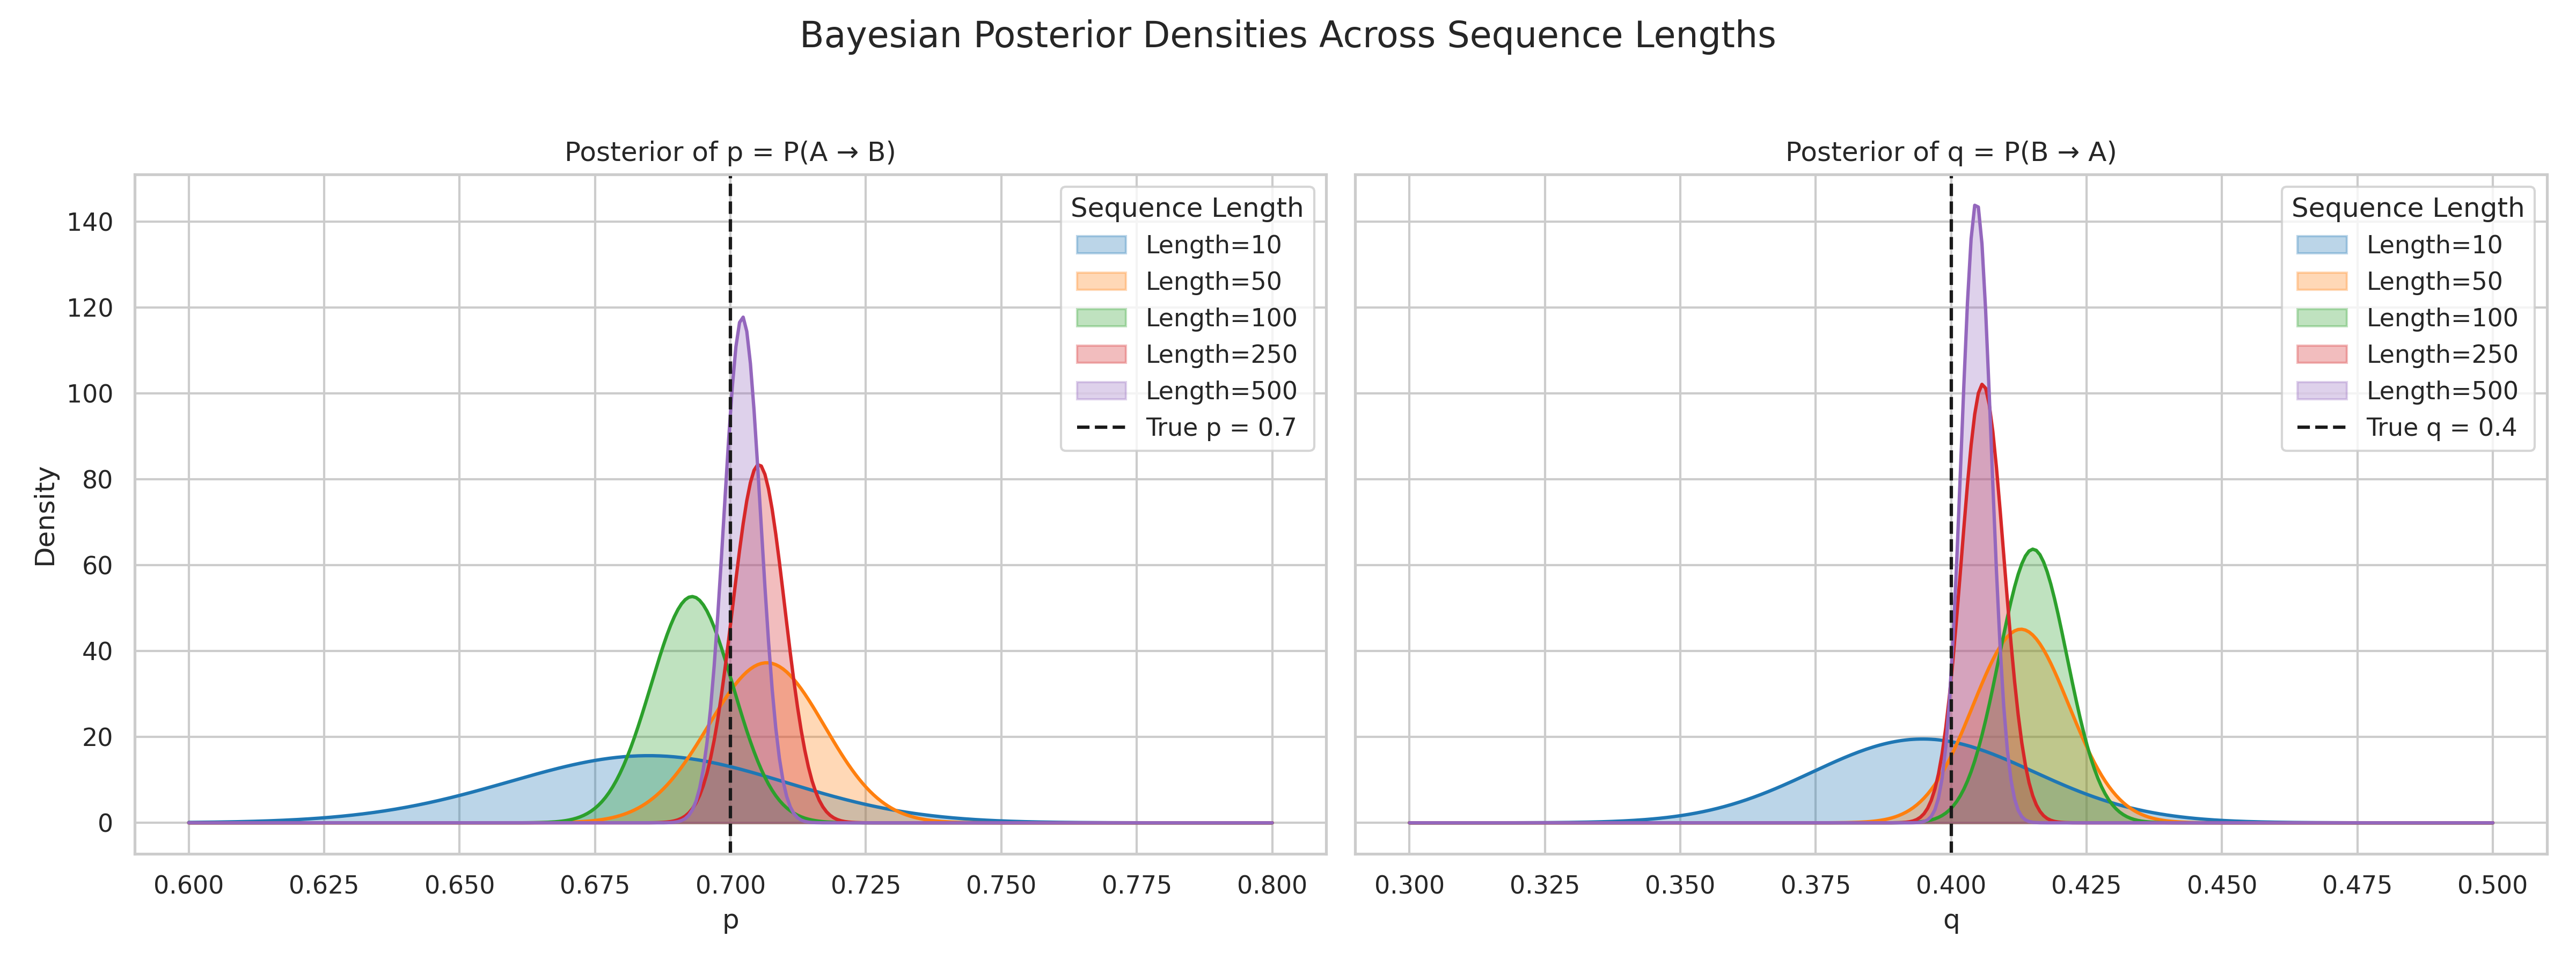 Bayesian Posterior Densities Across Sequence Lengths
Posterior of p = P(A → B)
Density
140
120
100
80
60
40
20
0
Sequence Length
Length=10
Length=50
Length=100
Length=250
Length=500
True p = 0.7
0.600 0.625 0.650 0.675 0.700 0.725 0.750 0.775 0.800
p
Posterior of q = P(B → A)
Sequence Length
Length=10
Length=50
Length=100
Length=250
Length=500
True q = 0.4
0.300 0.325 0.350 0.375 0.400 0.425 0.450 0.475 0.500
q